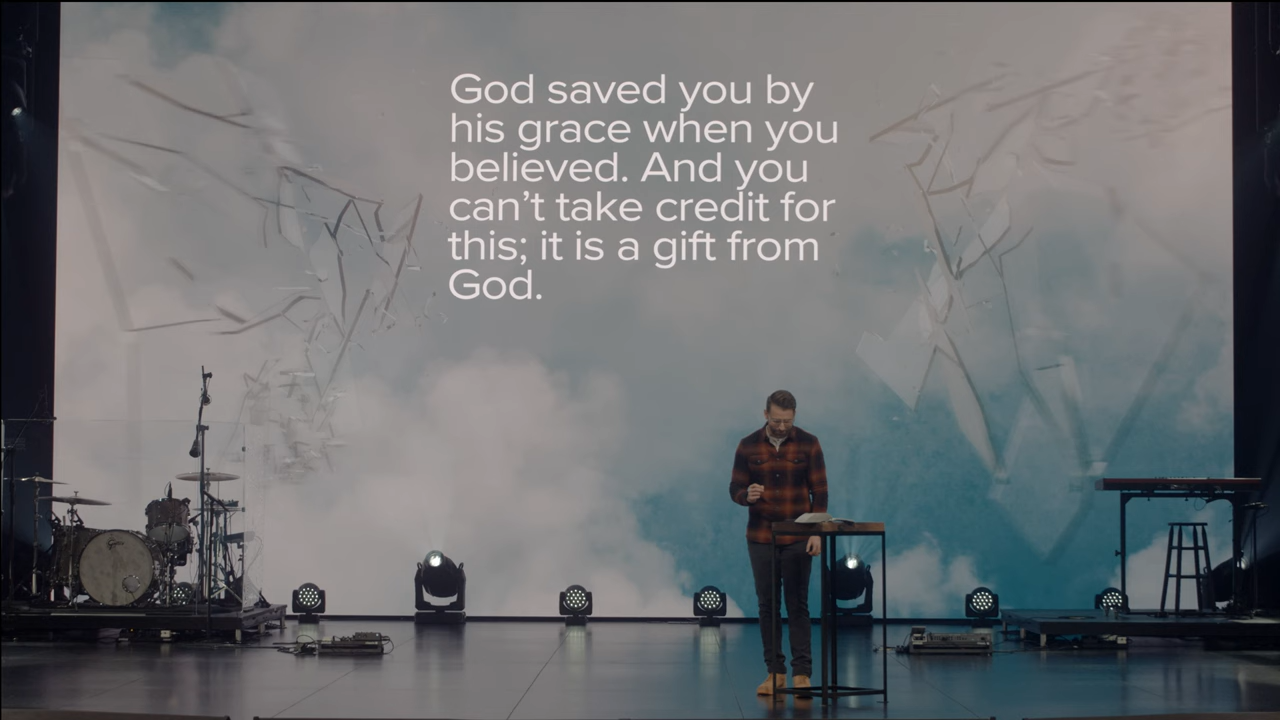 God saved you by
his grace when you
believed. And you
can’t take credit for
this; it is a gift from
God.